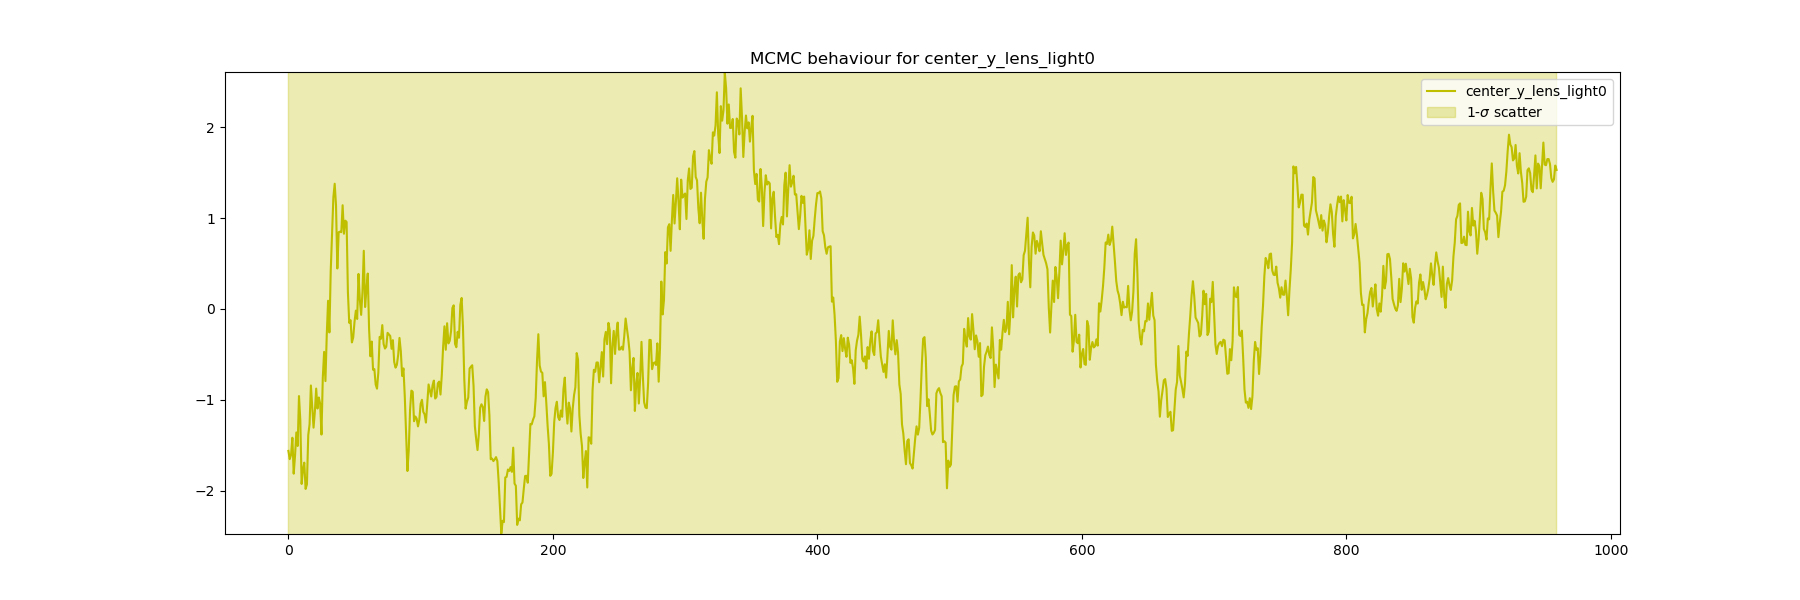 MCMC behaviour for center_y_lens_light0
center_y_lens_light0
1-σ scatter
2
1
0
−1
−2
0 200 400 600 800 1000